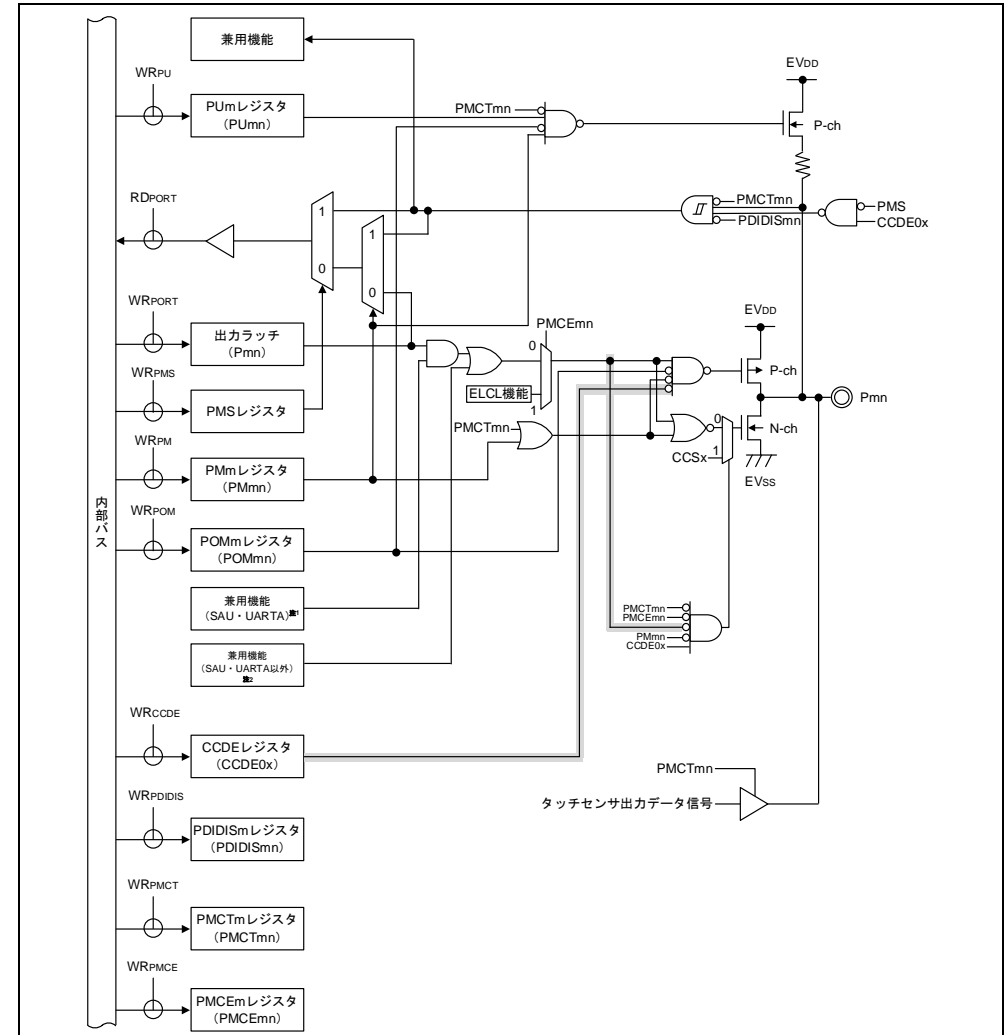 兼用機能
WRPU
PUmレジスタ
(PUmn)
PMCTmn
EVDD
P-ch
RDPORT
1
0
1
0
PMCTmn
PDIDISmn
PMS
CCDE0x
WRPORT
出力ラッチ
(Pmn)
PMCEmn
0
ELCL機能
1
EVDD
P-ch
Pmn
WRPMS
PMSレジスタ
PMCTmn
0
1
CCSx
N-ch
EVSS
WRPM
PMmレジスタ
(PMmn)
内部バス
WRPOM
POMmレジスタ
(POMmn)
兼用機能
(SAU・UARTA)注1
PMCTmn
PMCEmn
PMmn
CCDE0x
兼用機能
(SAU・UARTA以外)
注2
WRCCDE
CCDEレジスタ
(CCDE0x)
PMCTmn
タッチセンサ出力データ信号
WRPDIDIS
PDIDISmレジスタ
(PDIDISmn)
WRPMCT
PMCTmレジスタ
(PMCTmn)
WRPMCE
PMCEmレジスタ
(PMCEmn)